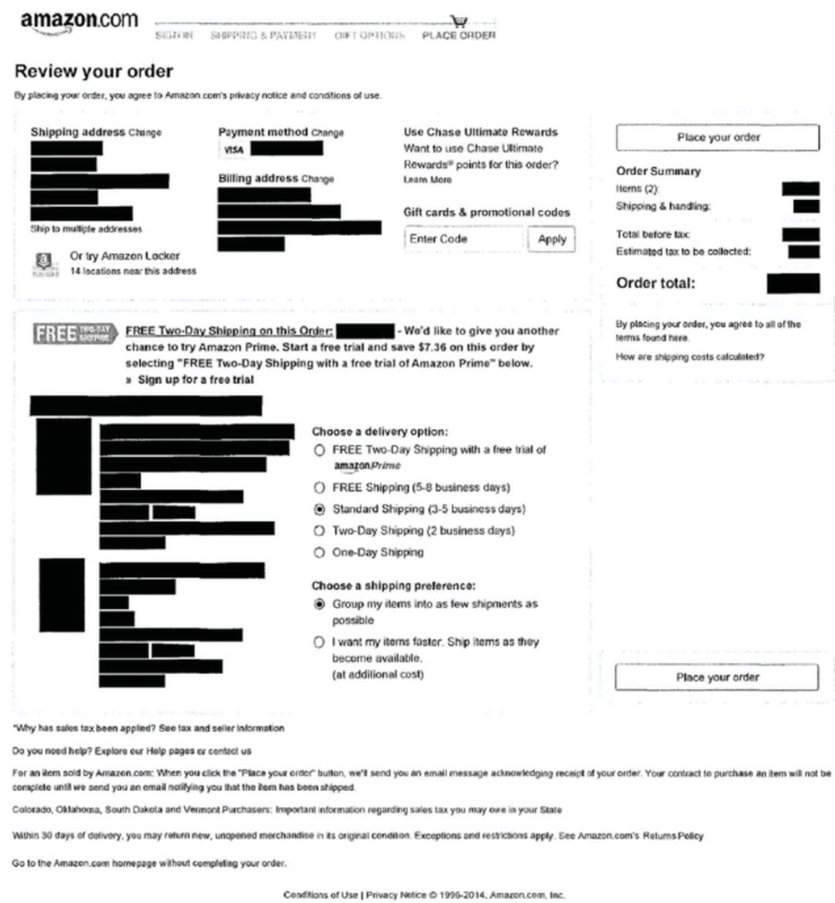 amazon.com
SIGN IN SHIPPING & PAYMENT GIFT OPTIONS PLACE ORDER
Review your order
By placing your order, you agree to Amazon.com's privacy notice and conditions of use.
Shipping address Change
Ship to multiple addresses
Or try Amazon Locker
14 locations near this address
Payment method Change
VISA
Billing address Change
Use Chase Ultimate Rewards
Want to use Chase Ultimate
Rewards® points for this order?
Learn More
Gift cards & promotional codes
Enter Code Apply
Place your order
Order Summary
Items (2):
Shipping & handling:
Total before tax:
Estimated tax to be collected:
Order total:
By placing your order, you agree to all of the
terms found here.
How are shipping costs calculated?
FREE TWO-DAY
SHIPPING
FREE Two-Day Shipping on this Order: - We'd like to give you another
chance to try Amazon Prime. Start a free trial and save $7.36 on this order by
selecting "FREE Two-Day Shipping with a free trial of Amazon Prime" below.
» Sign up for a free trial
Choose a delivery option:
FREE Two-Day Shipping with a free trial of
amazonPrime
FREE Shipping (5-8 business days)
Standard Shipping (3-5 business days)
Two-Day Shipping (2 business days)
One-Day Shipping
Choose a shipping preference:
Group my items into as few shipments as
possible
I want my items faster. Ship items as they
become available.
(at additional cost)
Place your order
*Why has sales tax been applied? See tax and seller information
Do you need help? Explore our Help pages or contact us
For an item sold by Amazon.com: When you click the "Place your order" button, we'll send you an email message acknowledging receipt of your order. Your contract to purchase an item will not be
complete until we send you an email notifying you that the item has been shipped.
Colorado, Oklahoma, South Dakota and Vermont Purchasers: Important information regarding sales tax you may owe in your State
Within 30 days of delivery, you may return new, unopened merchandise in its original condition. Exceptions and restrictions apply. See Amazon.com's Returns Policy
Go to the Amazon.com homepage without completing your order.
Conditions of Use | Privacy Notice © 1996-2014, Amazon.com, Inc.